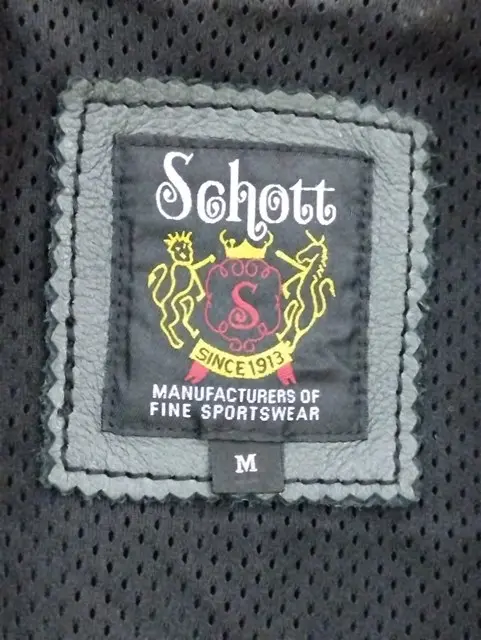 Schott
S
SINCE 1913
MANUFACTURERS OF
FINE SPORTSWEAR
M